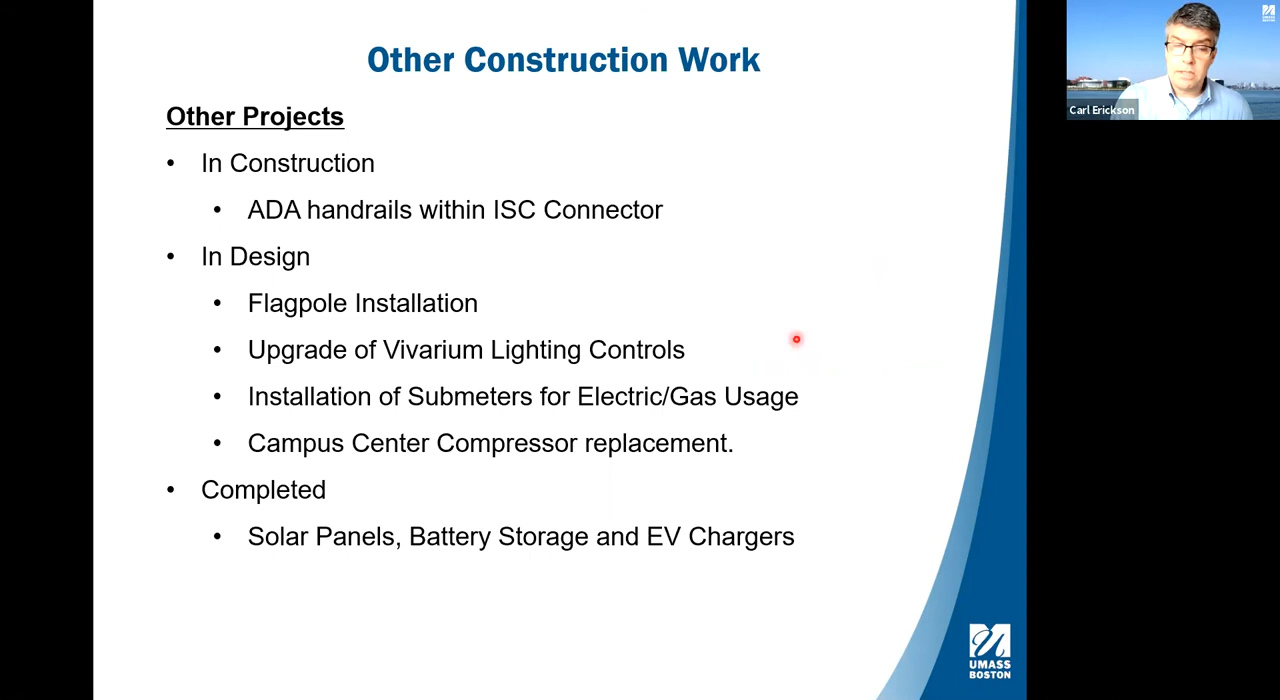 Other Construction Work
Other Projects
• In Construction
• ADA handrails within ISC Connector
• In Design
• Flagpole Installation
• Upgrade of Vivarium Lighting Controls
• Installation of Submeters for Electric/Gas Usage
• Campus Center Compressor replacement.
• Completed
• Solar Panels, Battery Storage and EV Chargers
UMASS
BOSTON
Carl Erickson
UMASS
BOSTON